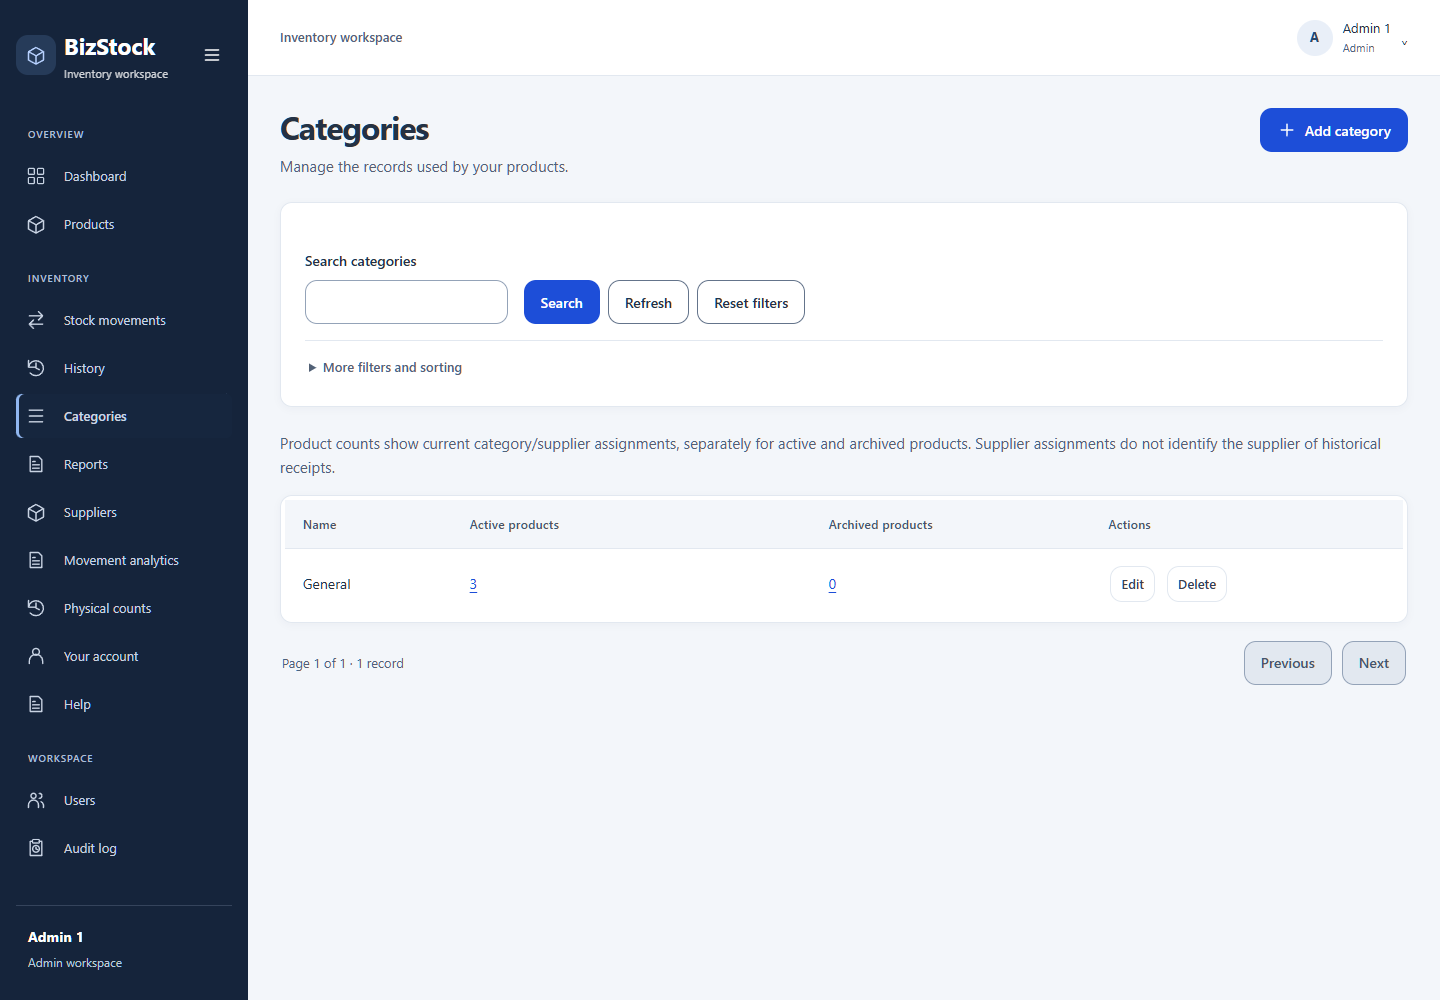 BizStock
Inventory workspace
OVERVIEW
Dashboard
Products
INVENTORY
Stock movements
History
Categories
Reports
Suppliers
Movement analytics
Physical counts
Your account
Help
WORKSPACE
Users
Audit log
Admin 1
Admin workspace
Inventory workspace
A
Admin 1
Admin
Categories
Manage the records used by your products.
+ Add category
Search categories
Search
Refresh
Reset filters
More filters and sorting
Product counts show current category/supplier assignments, separately for active and archived products. Supplier assignments do not identify the supplier of historical
receipts.
Name Active products Archived products Actions
General 3 0 Edit Delete
Page 1 of 1 · 1 record
Previous
Next